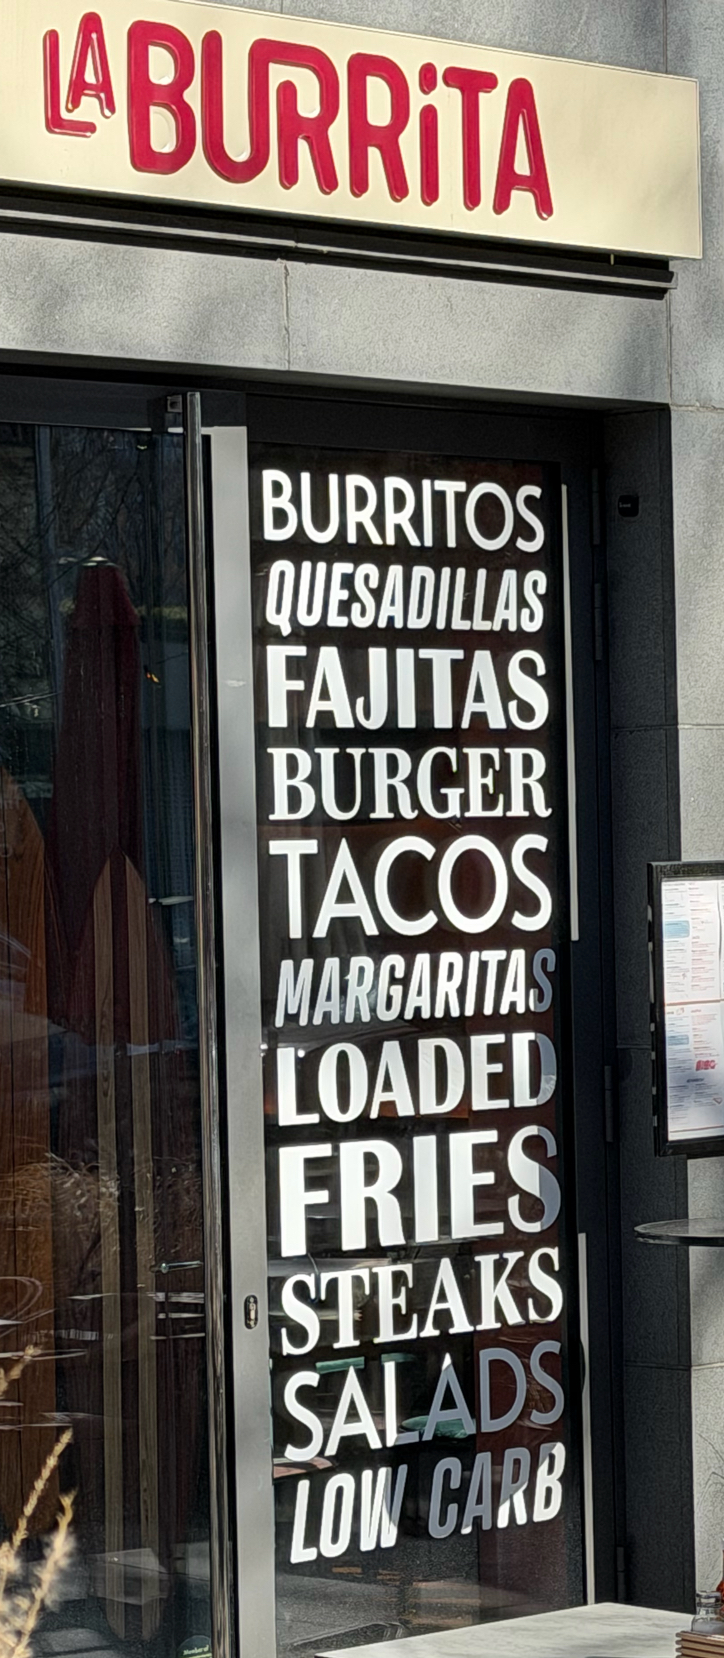 LA BURRiTA
BURRITOS
QUESADILLAS
FAJITAS
BURGER
TACOS
MARGARITAS
LOADED
FRIES
STEAKS
SALADS
LOW CARB